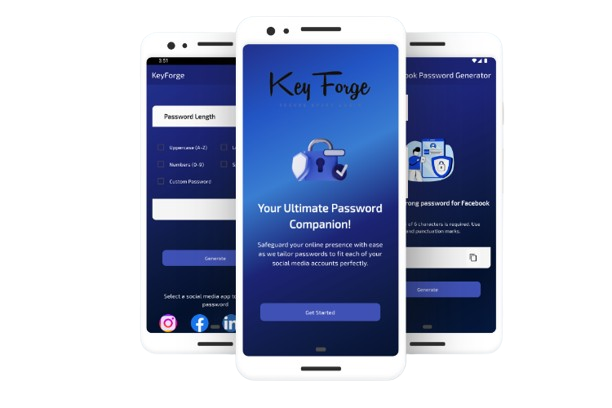 3:51
KeyForge
Password Length
Uppercase (A-Z)
Numbers (0-9)
Custom Password
Generate
Select a social media app to
password
Key Forge
Your Ultimate Password
Companion!
Safeguard your online presence with ease
as we tailor passwords to fit each of your
social media accounts perfectly.
Get Started
ook Password Generator
rong password for Facebook
of 6 characters is required. Use
and punctuation marks.
Generate